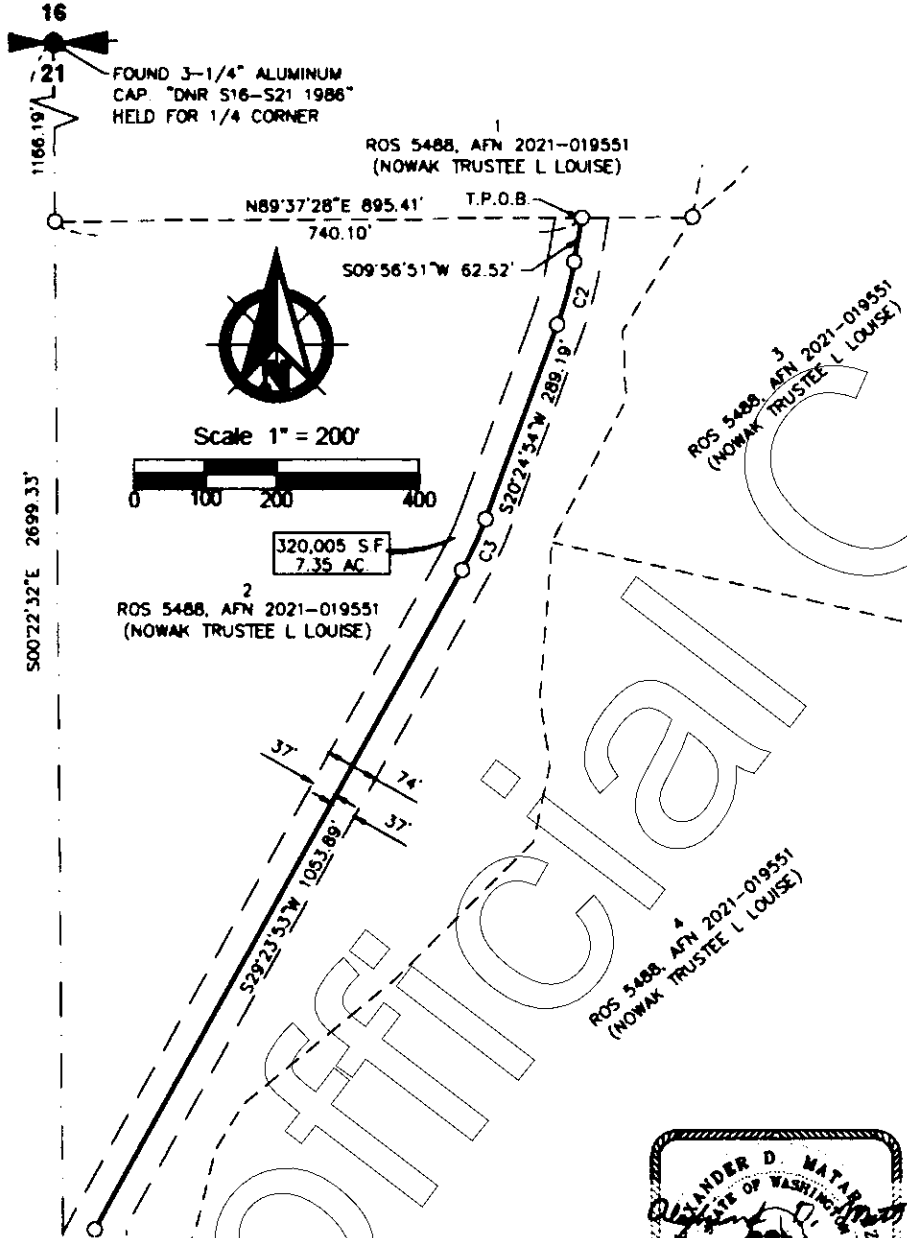 16
21
FOUND 3-1/4" ALUMINUM
CAP. "DNR S16-S21 1986"
HELD FOR 1/4 CORNER
1166.19'
1
ROS 5488, AFN 2021-019551
(NOWAK TRUSTEE L LOUISE)
N89°37'28"E 895.41'
740.10'
T.P.O.B.
S09°56'51"W 62.52'
C2
N
Scale 1" = 200'
0 100 200 400
S20°24'54"W 289.19'
3
ROS 5488, AFN 2021-019551
(NOWAK TRUSTEE L LOUISE)
S00°22'32"E 2699.33'
320,005 S.F.
7.35 AC.
C3
2
ROS 5488, AFN 2021-019551
(NOWAK TRUSTEE L LOUISE)
37'
74'
37'
S29°23'53"W 1053.89'
4
ROS 5488, AFN 2021-019551
(NOWAK TRUSTEE L LOUISE)
official C
XANDER D. MATAR
STATE OF WASHINGTON